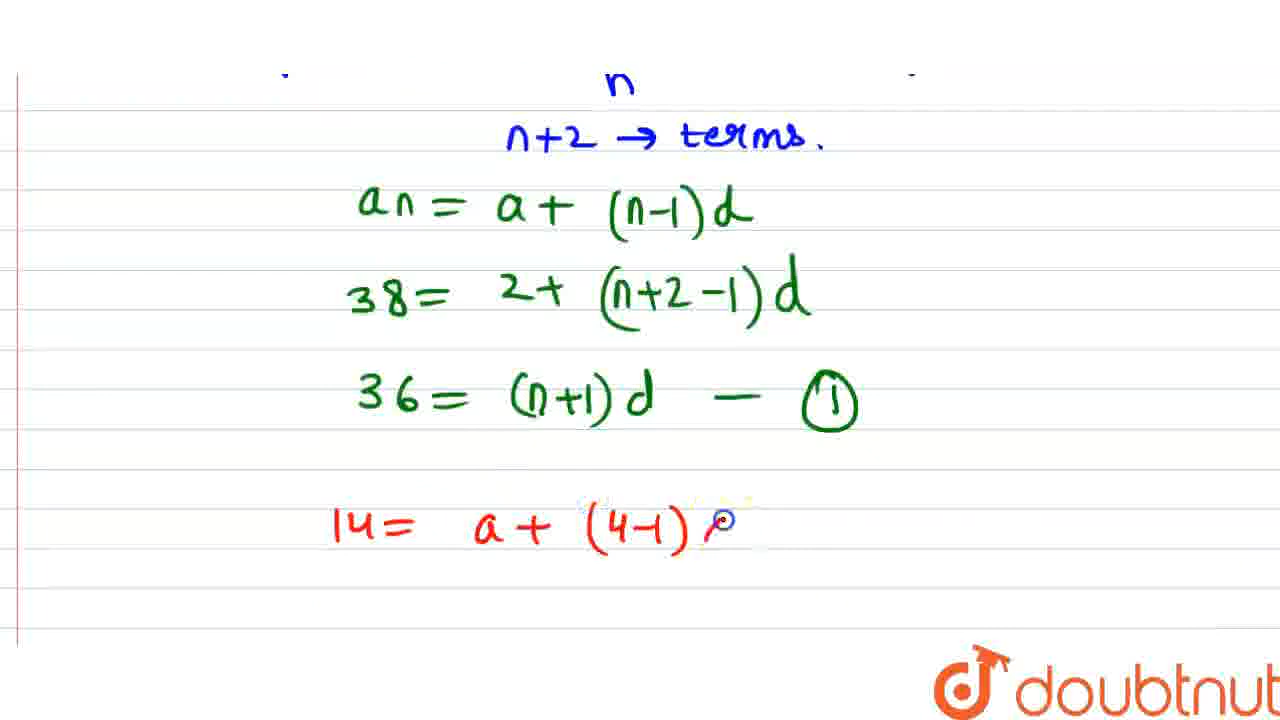 n
n+2 → terms.
an = a + (n-1)d
38 = 2 + (n+2-1)d
36 = (n+1)d — ①
14 = a + (4-1)
doubtnut